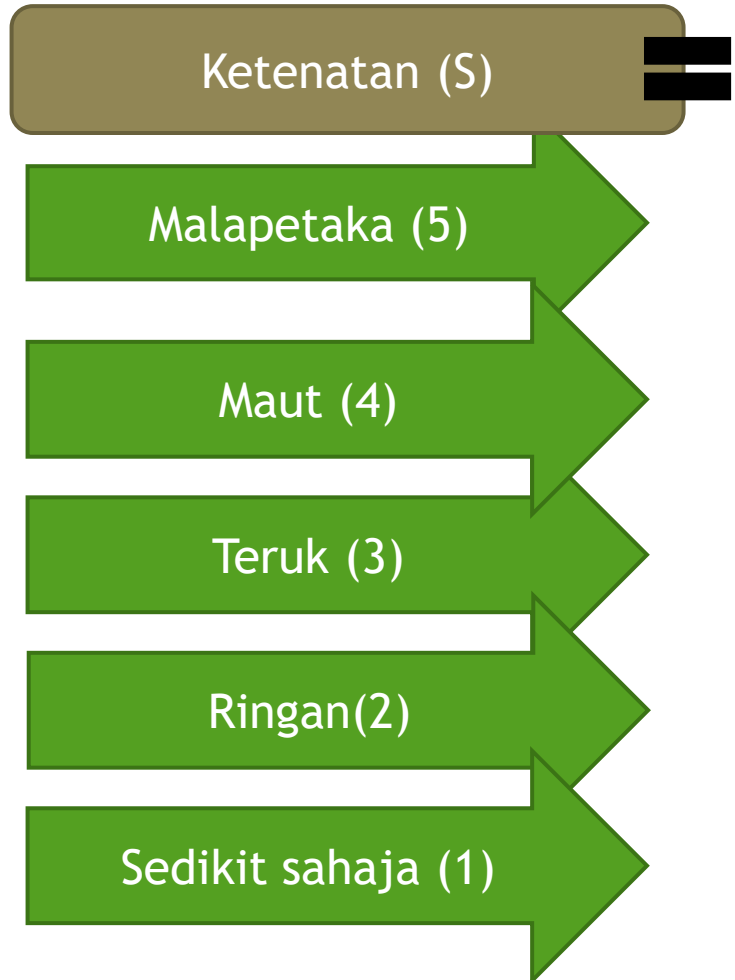 Ketenatan (S)
Malapetaka (5)
Maut (4)
Teruk (3)
Ringan(2)
Sedikit sahaja (1)